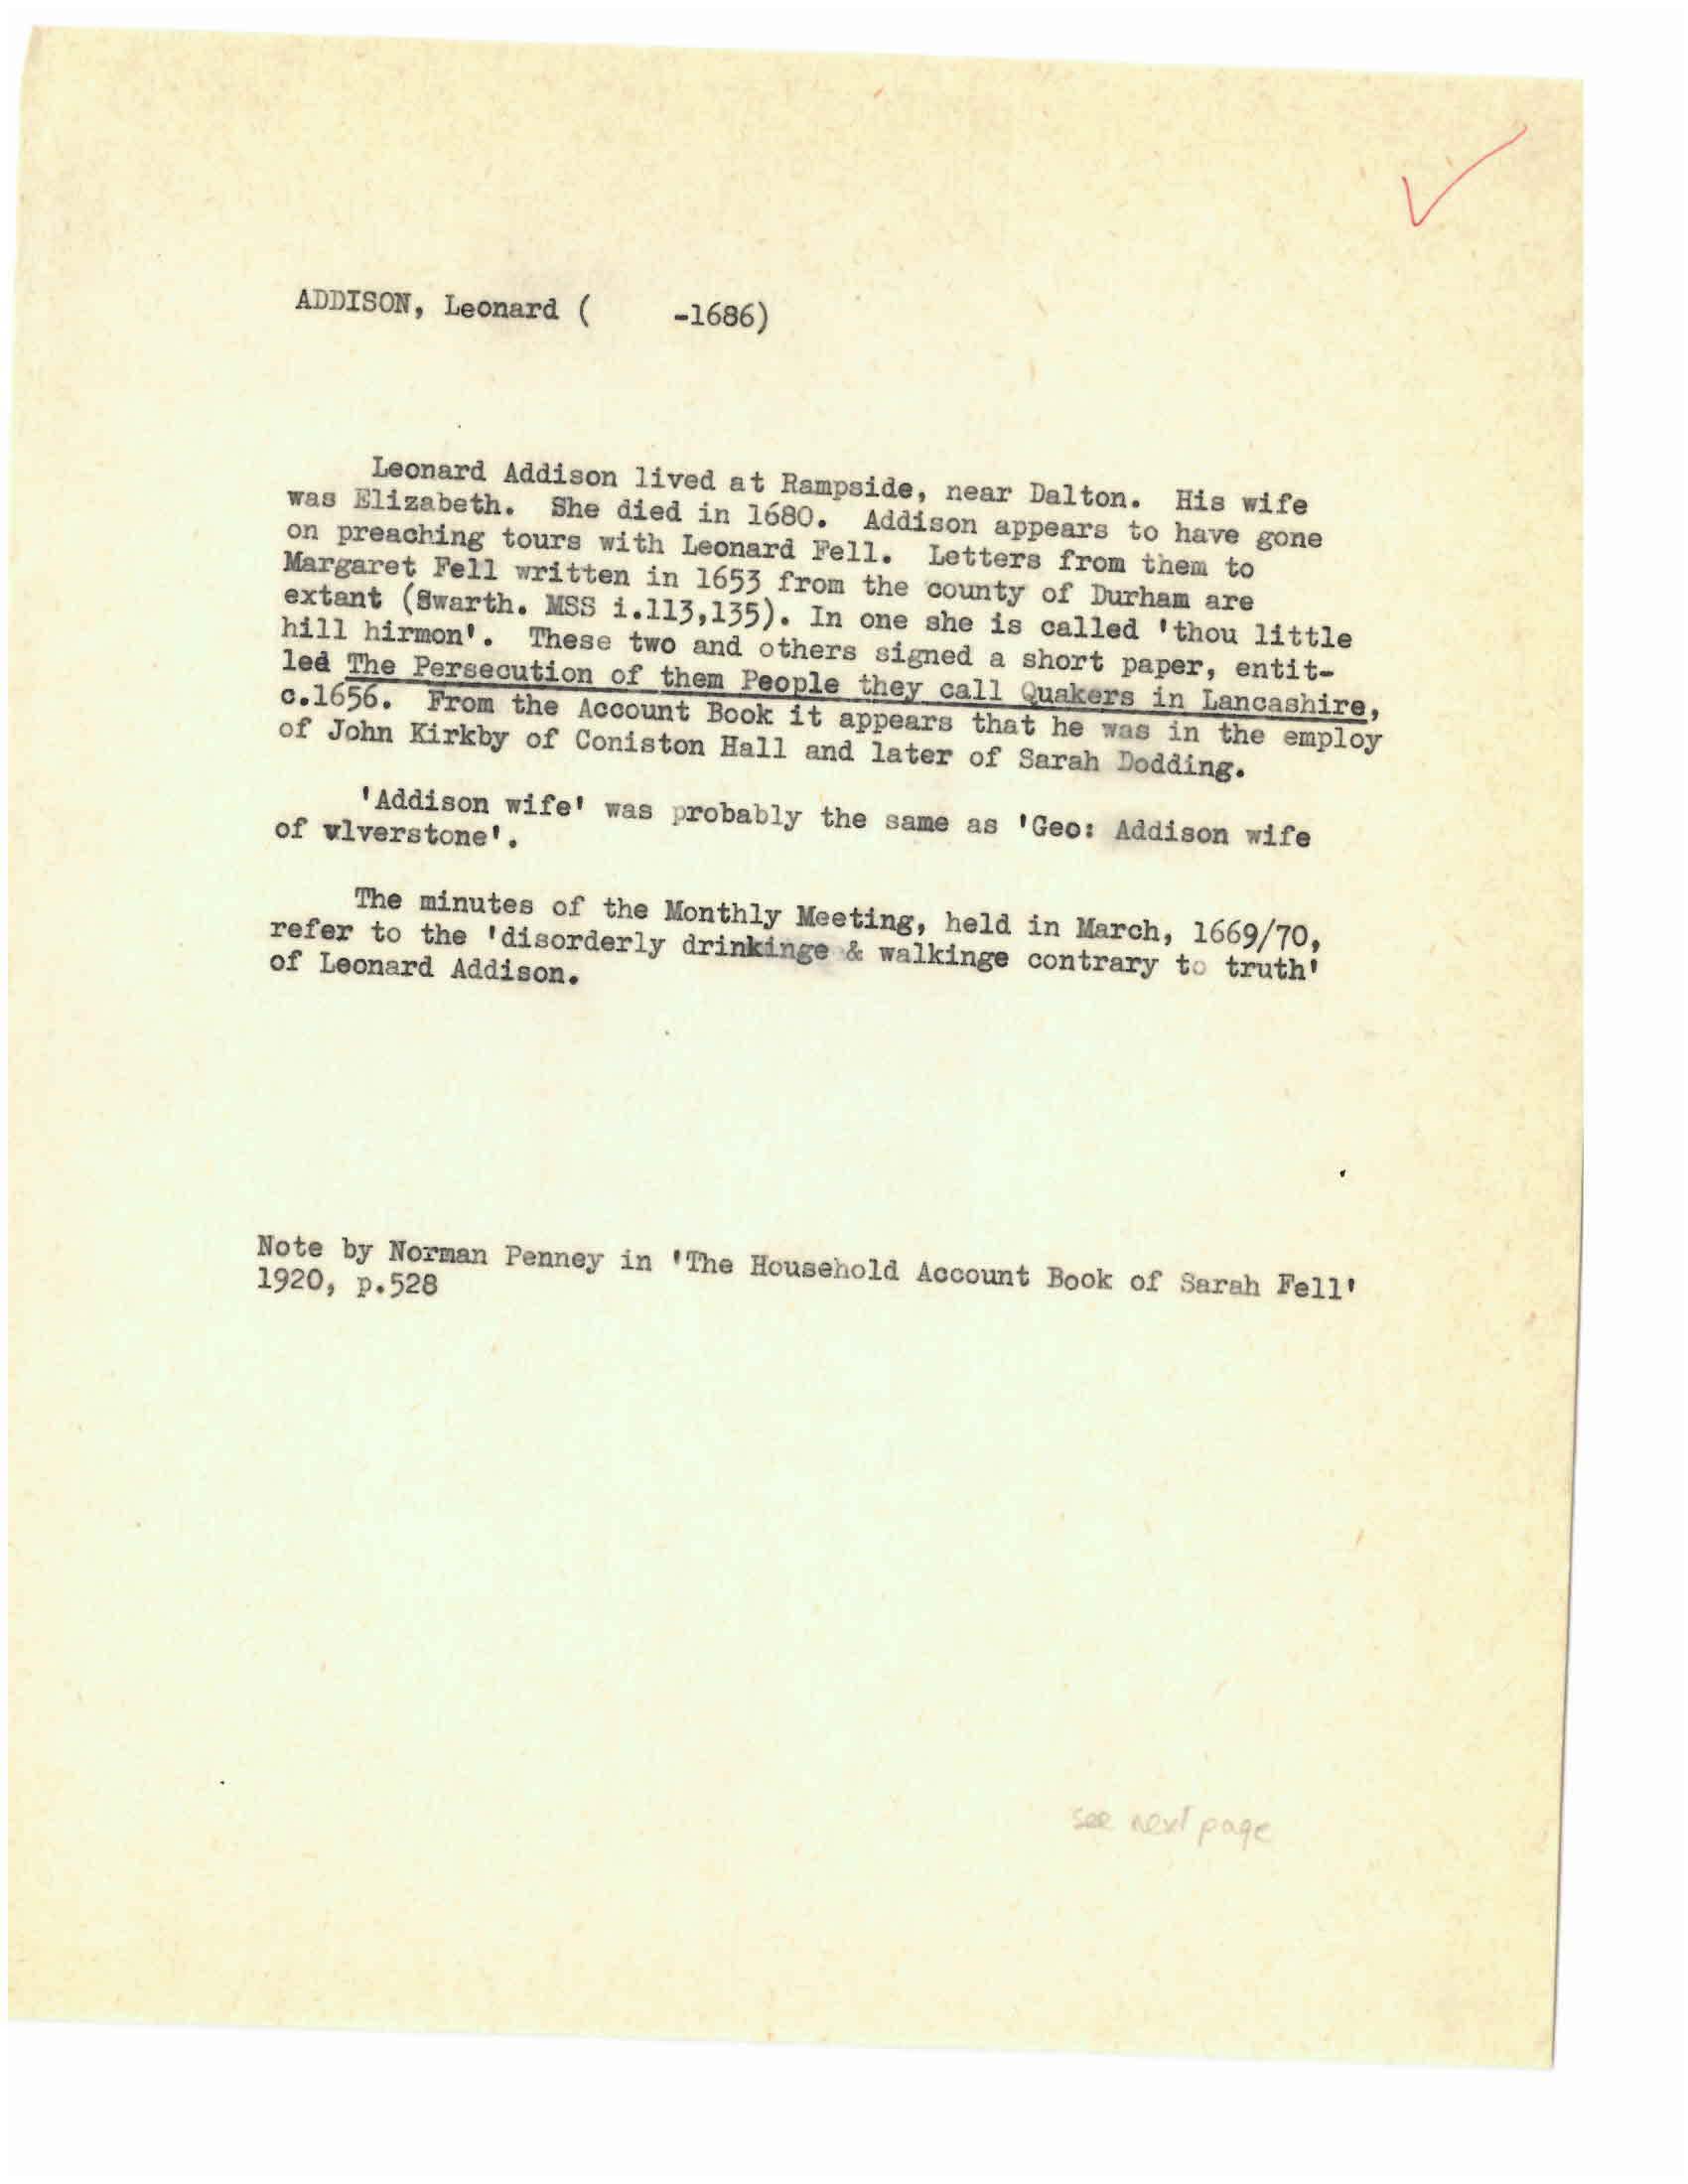 ADDISON, Leonard (     -1686)
Leonard Addison lived at Rampside, near Dalton. His wife
was Elizabeth. She died in 1680. Addison appears to have gone
on preaching tours with Leonard Fell. Letters from them to
Margaret Fell written in 1653 from the county of Durham are
extant (Swarth. MSS i.113,135). In one she is called 'thou little
hill hirmon'. These two and others signed a short paper, entit-
led The Persecution of them People they call Quakers in Lancashire,
c.1656. From the Account Book it appears that he was in the employ
of John Kirkby of Coniston Hall and later of Sarah Dodding.
'Addison wife' was probably the same as 'Geo: Addison wife
of vlverstone'.
The minutes of the Monthly Meeting, held in March, 1669/70,
refer to the 'disorderly drinkinge & walkinge contrary to truth'
of Leonard Addison.
Note by Norman Penney in 'The Household Account Book of Sarah Fell'
1920, p.528
see next page